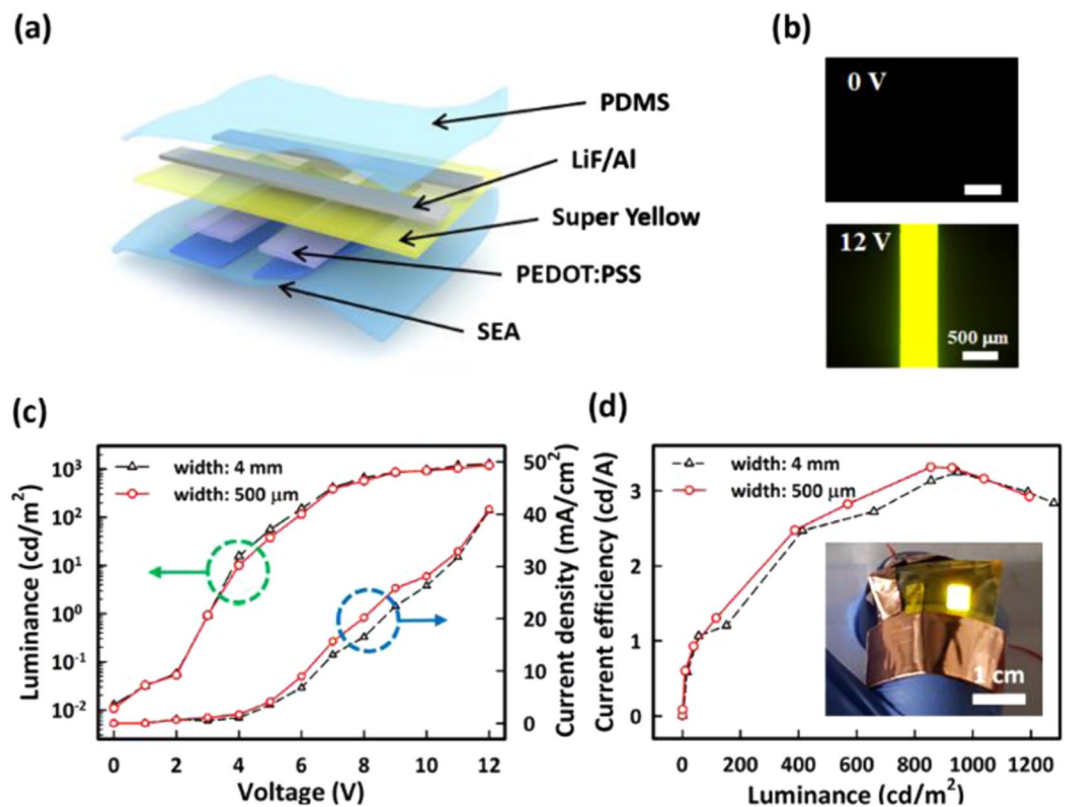 (a)
PDMS
LiF/Al
Super Yellow
PEDOT:PSS
SEA
(b)
0 V
12 V
500 μm
(c)
width: 4 mm
width: 500 μm
Luminance (cd/m²)
10³
10²
10¹
10⁰
10⁻¹
10⁻²
50
40
30
20
10
0
Current density (mA/cm²)
0 2 4 6 8 10 12
Voltage (V)
(d)
width: 4 mm
width: 500 μm
Current efficiency (cd/A)
3
2
1
0
1 cm
0 200 400 600 800 1000 1200
Luminance (cd/m²)